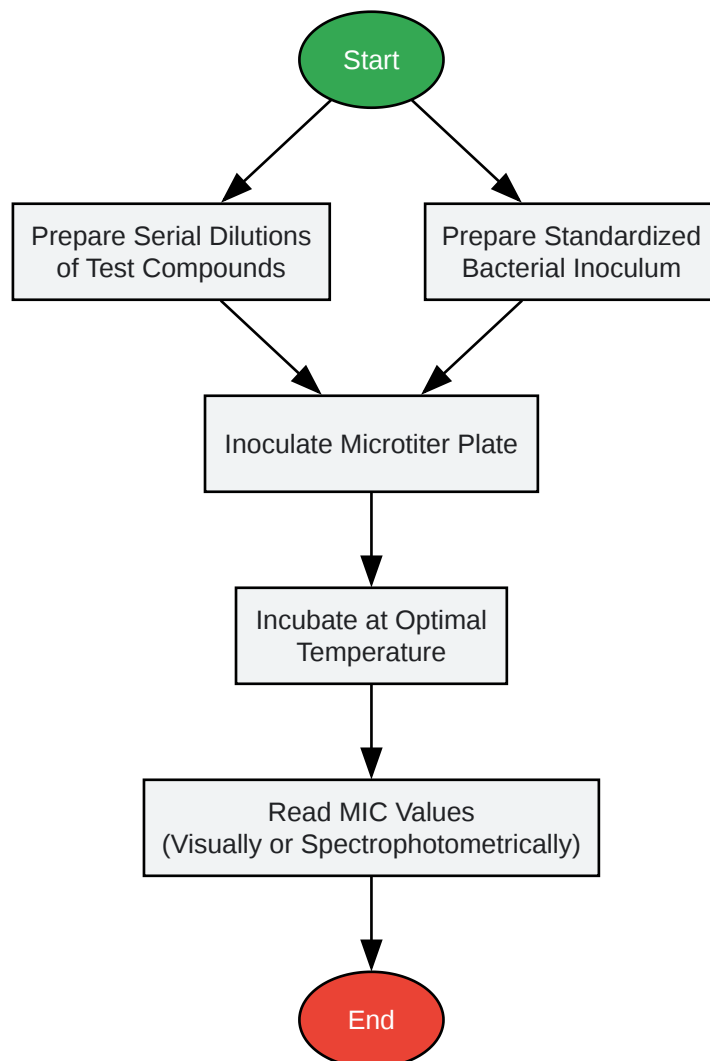 Start
Prepare Serial Dilutions
of Test Compounds
Prepare Standardized
Bacterial Inoculum
Inoculate Microtiter Plate
Incubate at Optimal
Temperature
Read MIC Values
(Visually or Spectrophotometrically)
End